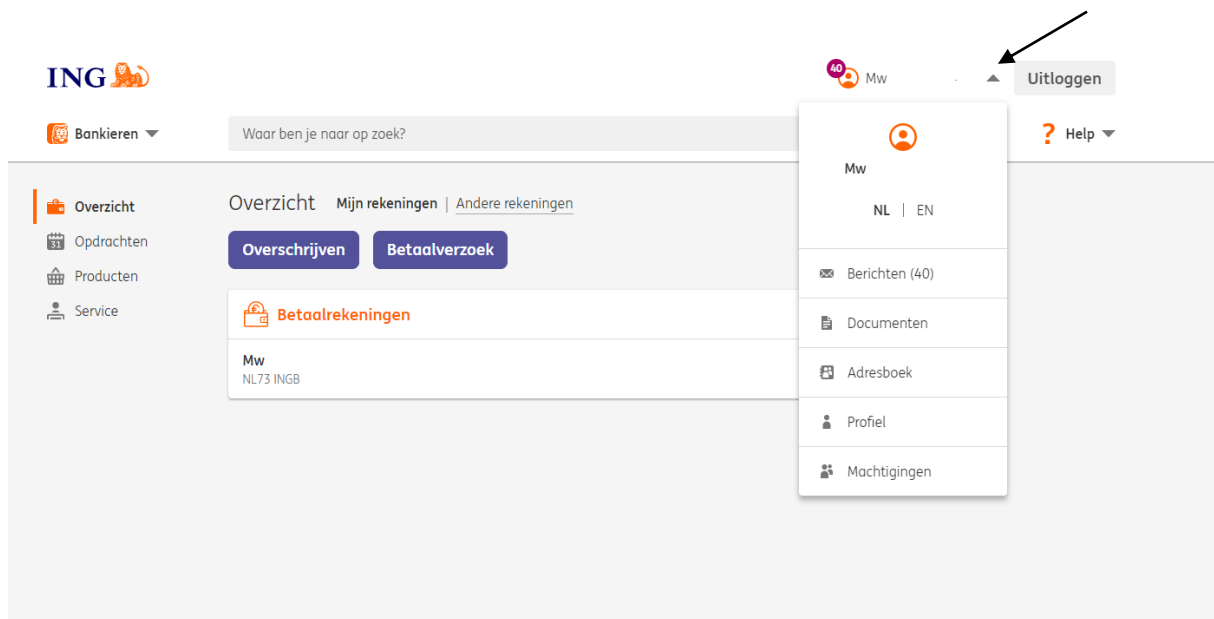 ING
40
Mw
Uitloggen
Bankieren
Waar ben je naar op zoek?
? Help
Mw
NL | EN
Overzicht
31 Opdrachten
Producten
Service
Overzicht Mijn rekeningen | Andere rekeningen
Overschrijven Betaalverzoek
€ Betaalrekeningen
Mw
NL73 INGB
Berichten (40)
Documenten
Adresboek
Profiel
Machtigingen